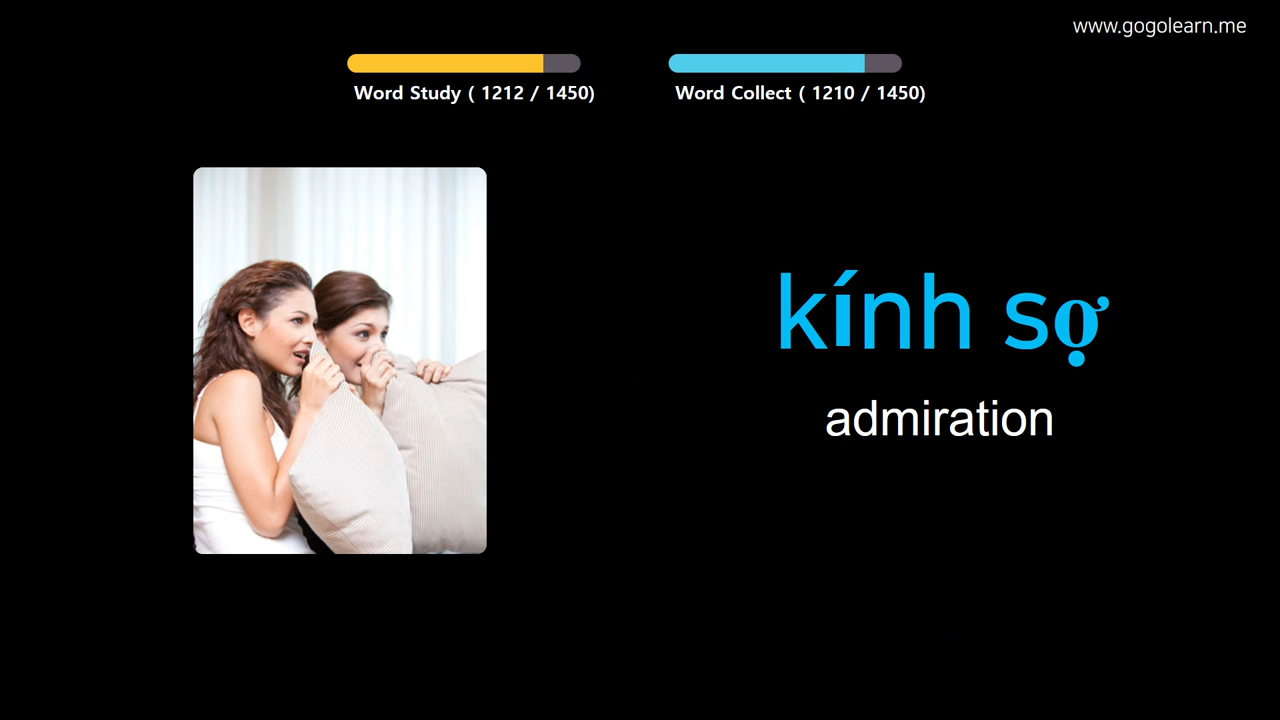 www.gogolearn.me
Word Study ( 1212 / 1450)
Word Collect ( 1210 / 1450)
kính sợ
admiration